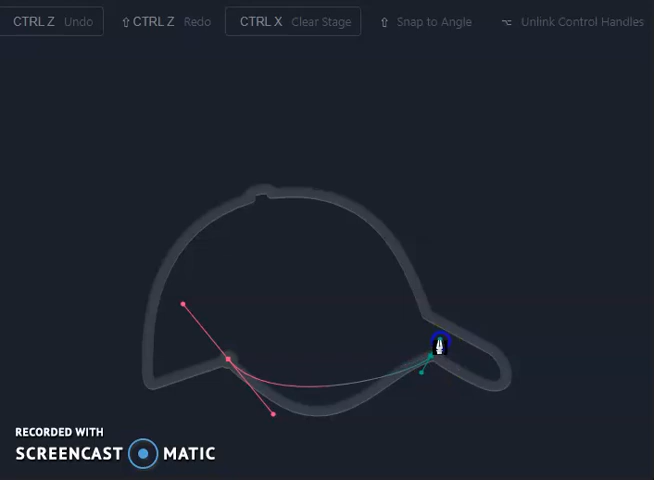 CTRL Z Undo ⇧ CTRL Z Redo CTRL X Clear Stage ⇧ Snap to Angle ⌥ Unlink Control Handles
RECORDED WITH
SCREENCAST MATIC